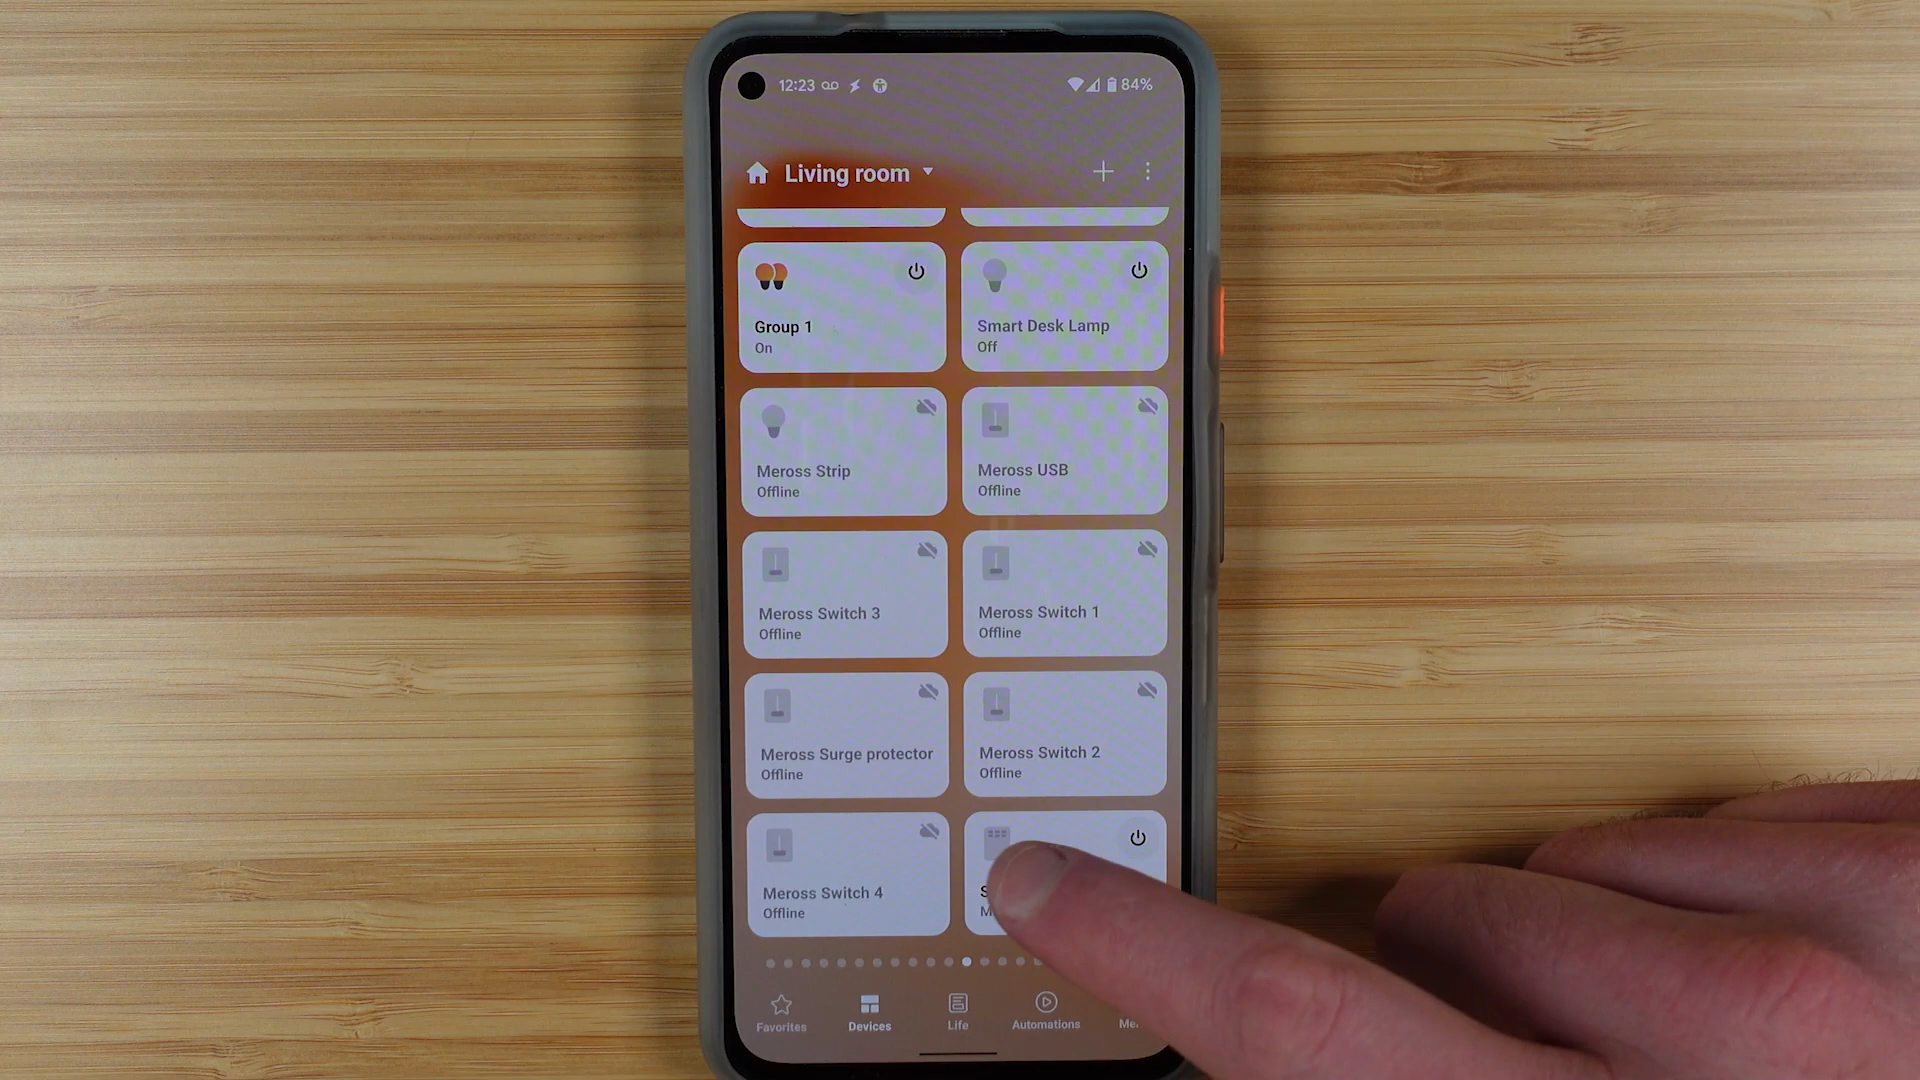 12:23
84%
Living room
Group 1
On
Smart Desk Lamp
Off
Meross Strip
Offline
Meross USB
Offline
Meross Switch 3
Offline
Meross Switch 1
Offline
Meross Surge protector
Offline
Meross Switch 2
Offline
Meross Switch 4
Offline
Favorites
Devices
Life
Automations